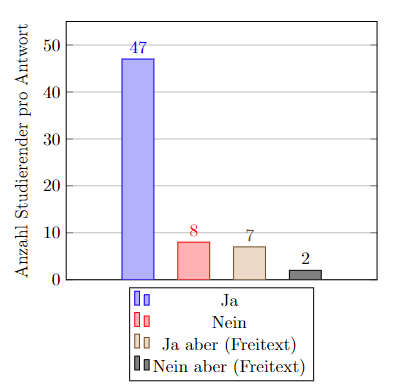 Anzahl Studierender pro Antwort
50
40
30
20
10
0
47
8
7
2
Ja
Nein
Ja aber (Freitext)
Nein aber (Freitext)